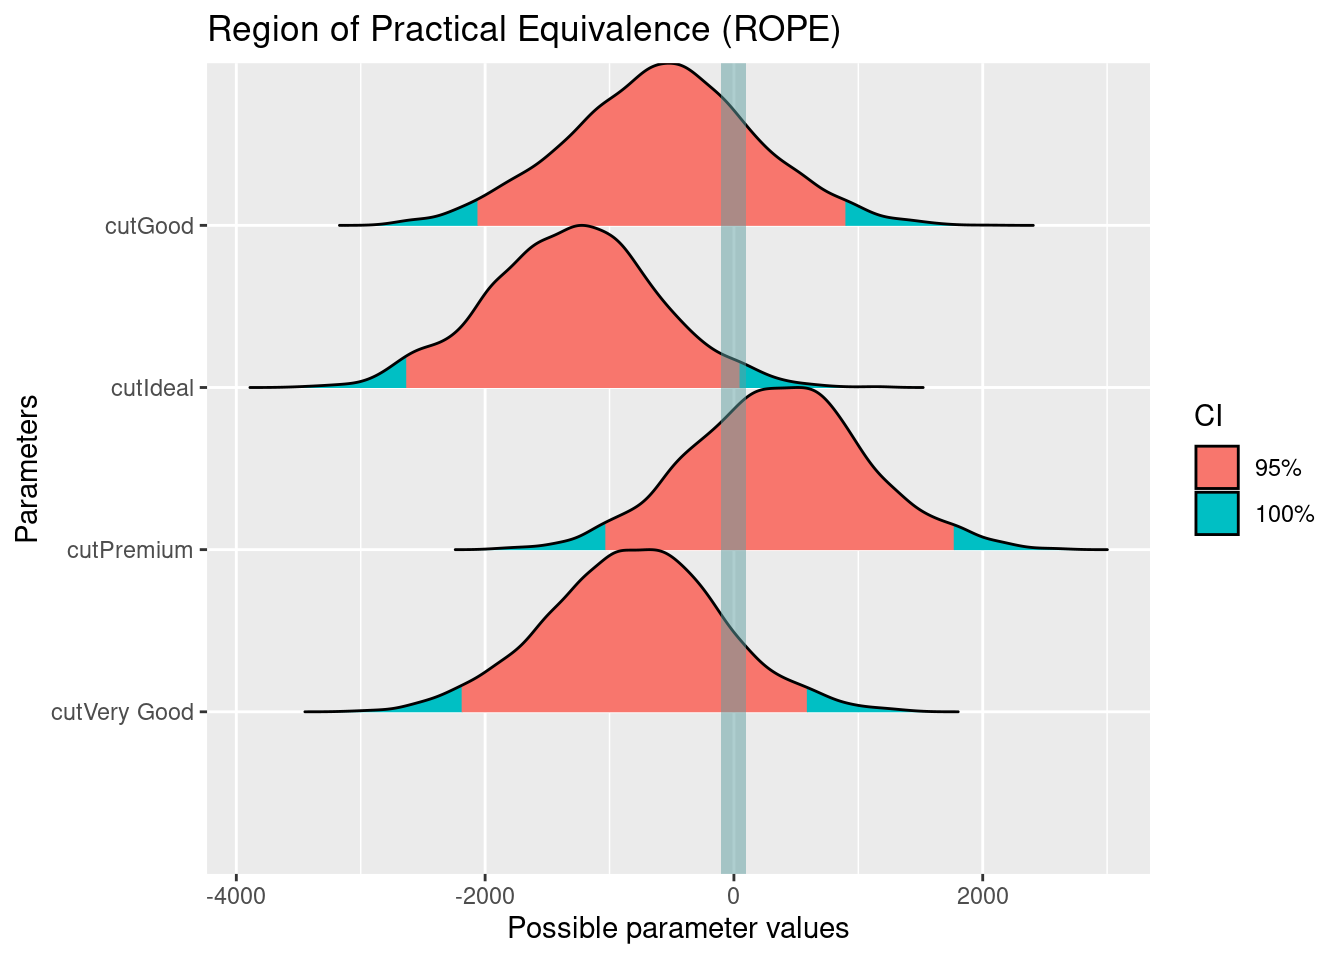 Region of Practical Equivalence (ROPE)
cutGood
cutIdeal
cutPremium
cutVery Good
Parameters
-4000
-2000
0
2000
Possible parameter values
CI
95%
100%